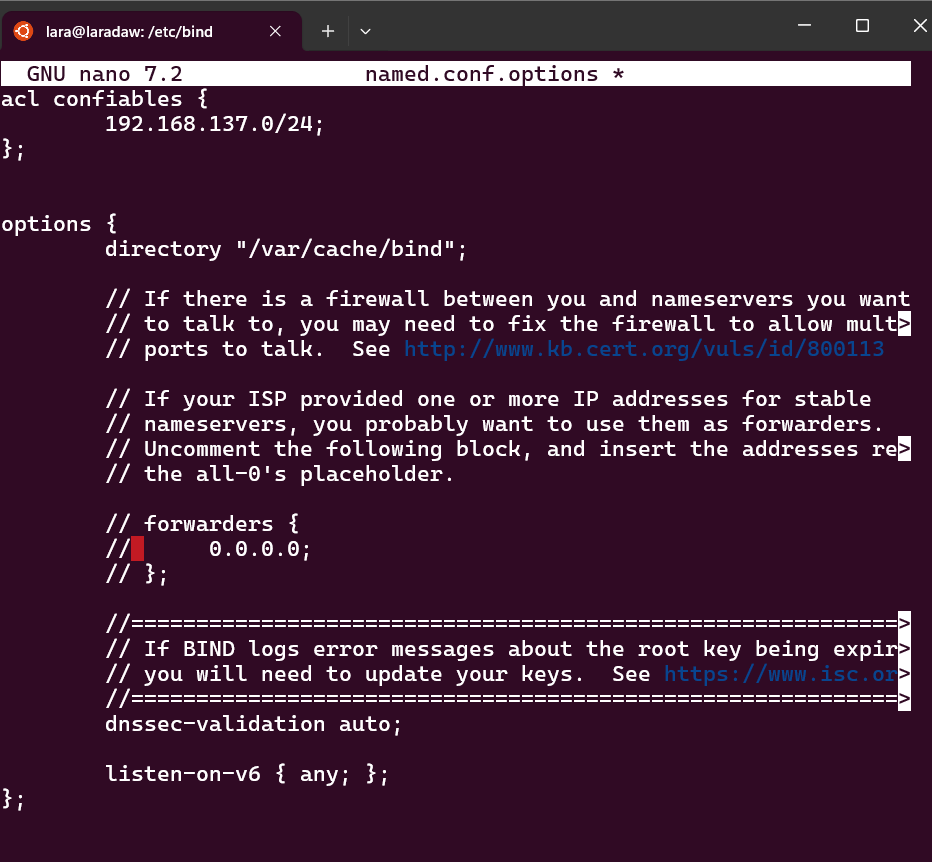 lara@laradaw: /etc/bind
GNU nano 7.2 named.conf.options *
acl confiables {
192.168.137.0/24;
};
options {
directory "/var/cache/bind";
// If there is a firewall between you and nameservers you want
// to talk to, you may need to fix the firewall to allow mult>
// ports to talk.  See http://www.kb.cert.org/vuls/id/800113
// If your ISP provided one or more IP addresses for stable
// nameservers, you probably want to use them as forwarders.
// Uncomment the following block, and insert the addresses re>
// the all-0's placeholder.
// forwarders {
//      0.0.0.0;
// };
//===========================================================>
// If BIND logs error messages about the root key being expir>
// you will need to update your keys.  See https://www.isc.or>
//===========================================================>
dnssec-validation auto;
listen-on-v6 { any; };
};